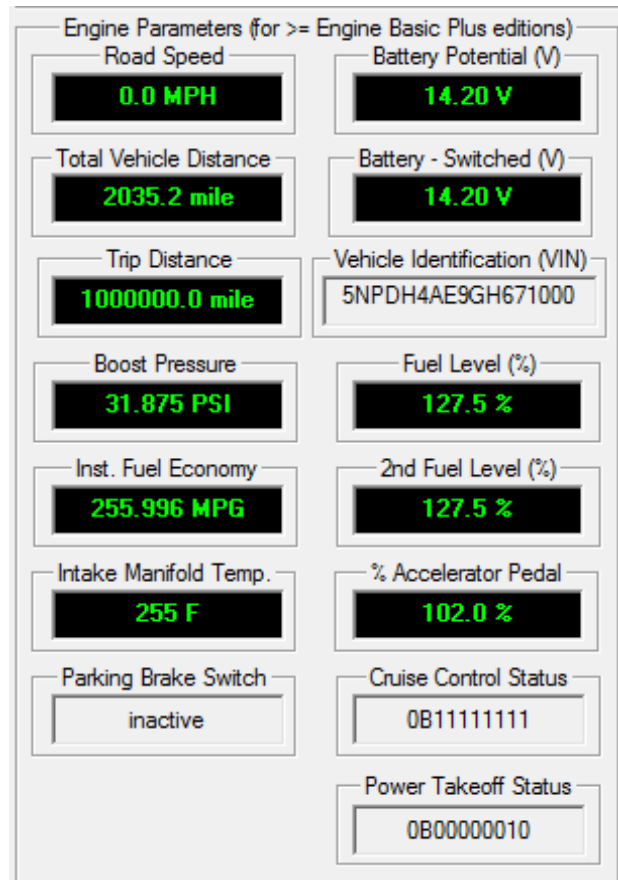 Engine Parameters (for >= Engine Basic Plus editions)
Road Speed
0.0 MPH
Battery Potential (V)
14.20 V
Total Vehicle Distance
2035.2 mile
Battery - Switched (V)
14.20 V
Trip Distance
1000000.0 mile
Vehicle Identification (VIN)
5NPDH4AE9GH671000
Boost Pressure
31.875 PSI
Fuel Level (%)
127.5 %
Inst. Fuel Economy
255.996 MPG
2nd Fuel Level (%)
127.5 %
Intake Manifold Temp.
255 F
% Accelerator Pedal
102.0 %
Parking Brake Switch
inactive
Cruise Control Status
0B11111111
Power Takeoff Status
0B00000010